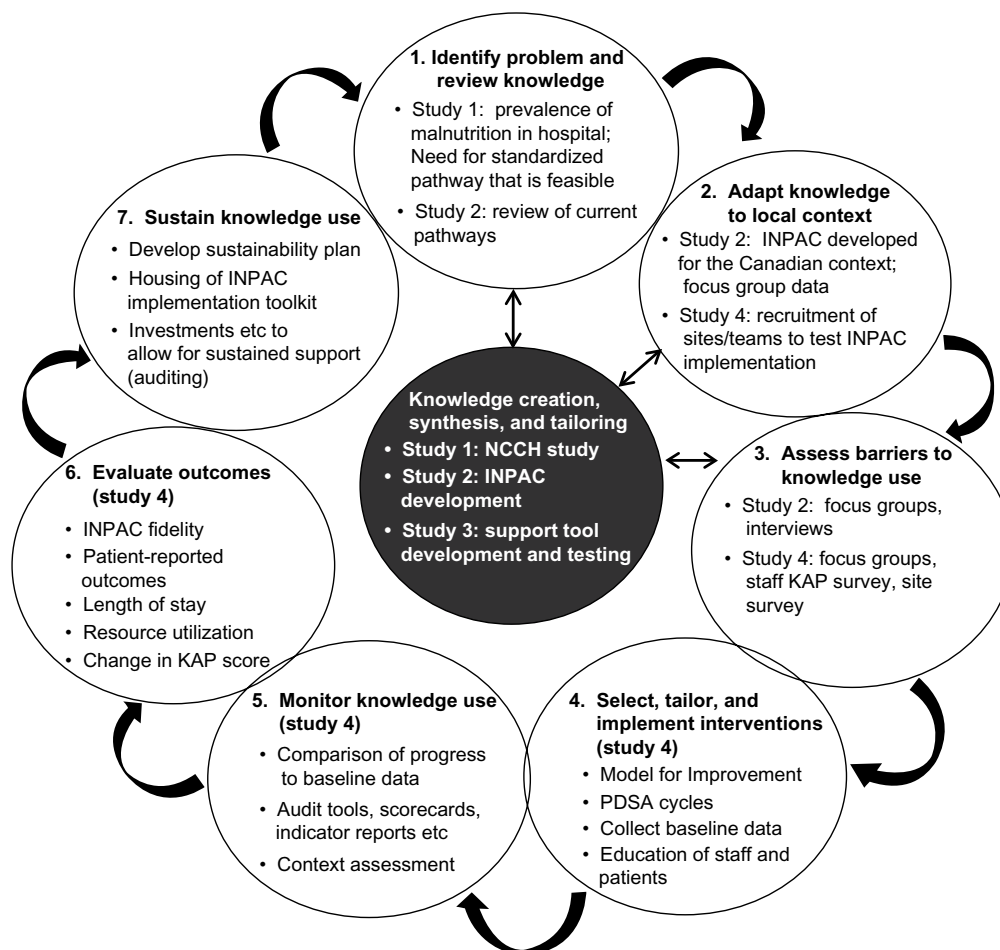 1. Identify problem and
review knowledge
• Study 1: prevalence of
malnutrition in hospital;
Need for standardized
pathway that is feasible
• Study 2: review of current
pathways
2. Adapt knowledge
to local context
• Study 2: INPAC developed
for the Canadian context;
focus group data
• Study 4: recruitment of
sites/teams to test INPAC
implementation
3. Assess barriers to
knowledge use
• Study 2: focus groups,
interviews
• Study 4: focus groups,
staff KAP survey, site
survey
4. Select, tailor, and
implement interventions
(study 4)
• Model for Improvement
• PDSA cycles
• Collect baseline data
• Education of staff and
patients
5. Monitor knowledge use
(study 4)
• Comparison of progress
to baseline data
• Audit tools, scorecards,
indicator reports etc
• Context assessment
6. Evaluate outcomes
(study 4)
• INPAC fidelity
• Patient-reported
outcomes
• Length of stay
• Resource utilization
• Change in KAP score
7. Sustain knowledge use
• Develop sustainability plan
• Housing of INPAC
implementation toolkit
• Investments etc to
allow for sustained support
(auditing)
Knowledge creation,
synthesis, and tailoring
• Study 1: NCCH study
• Study 2: INPAC
development
• Study 3: support tool
development and testing